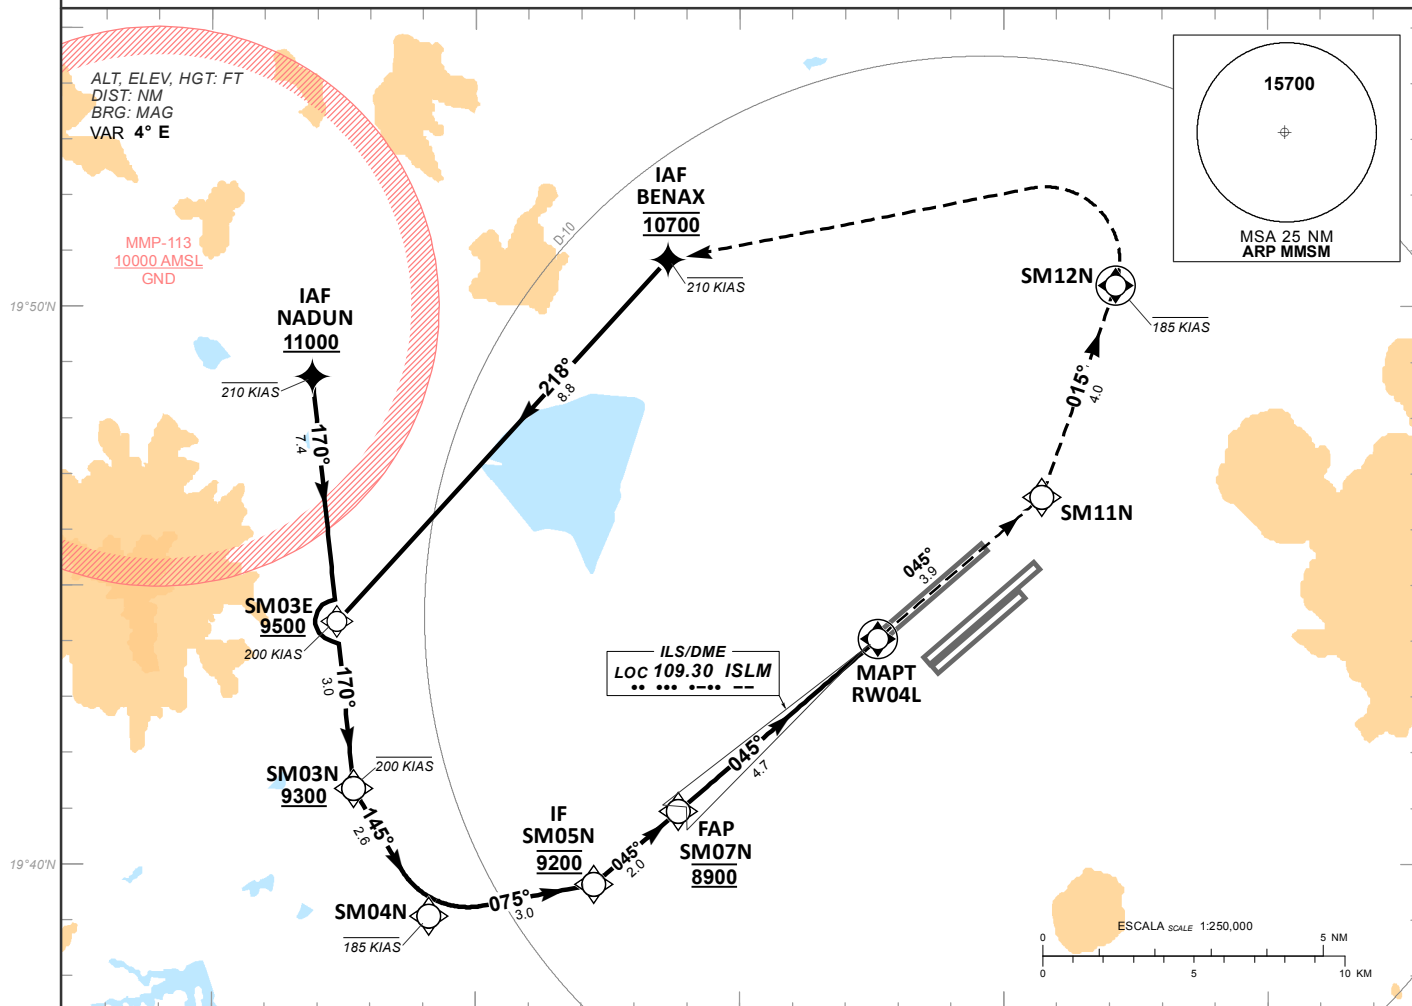 ALT, ELEV, HGT: FT
DIST: NM
BRG: MAG
VAR 4° E
15700
MSA 25 NM
ARP MMSM
IAF
BENAX
10700
210 KIAS
D-10
MMP-113
10000 AMSL
GND
IAF
NADUN
11000
210 KIAS
SM12N
185 KIAS
19°50'N
218°
8.8
015°
4.0
170°
7.4
SM11N
045°
3.9
SM03E
9500
200 KIAS
ILS/DME
LOC 109.30 ISLM
•• ••• •–•• ––
MAPT
RW04L
170°
3.0
045°
4.7
SM03N
9300
200 KIAS
145°
2.6
IF
SM05N
9200
FAP
SM07N
8900
045°
2.0
19°40'N
075°
3.0
SM04N
185 KIAS
ESCALA SCALE 1:250,000
0 5 NM
0 5 10 KM